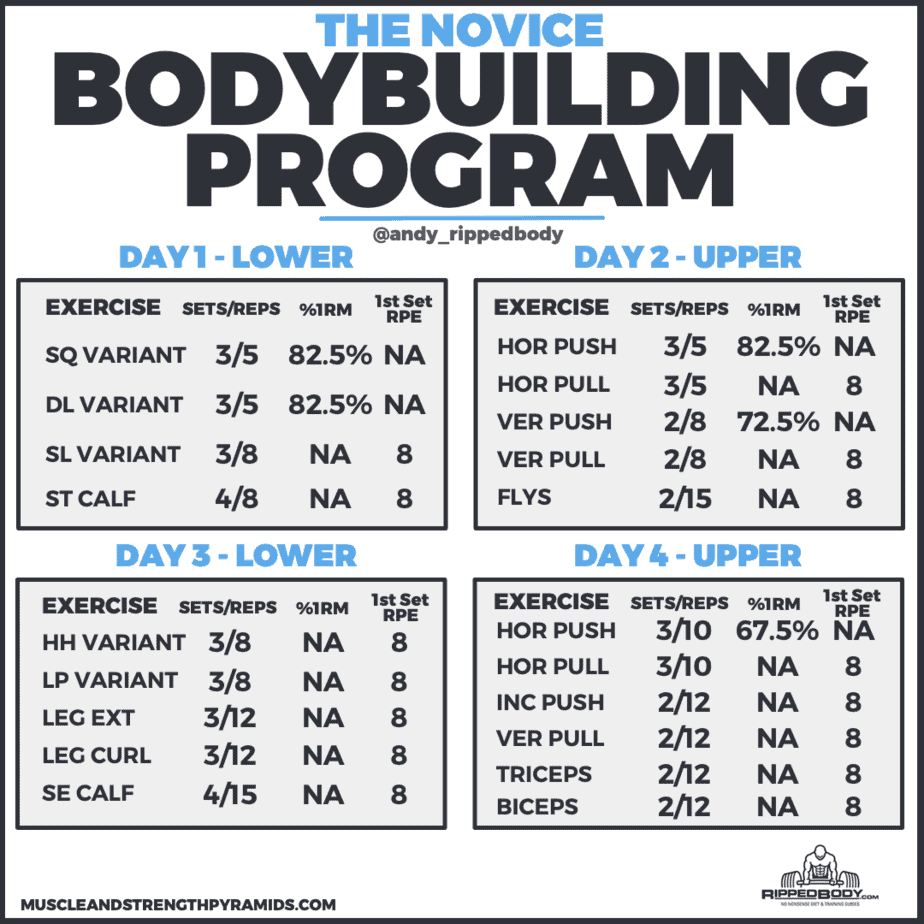 THE NOVICE
BODYBUILDING
PROGRAM
@andy_rippedbody
DAY 1 - LOWER
EXERCISE SETS/REPS %1RM 1st Set RPE
SQ VARIANT 3/5 82.5% NA
DL VARIANT 3/5 82.5% NA
SL VARIANT 3/8 NA 8
ST CALF 4/8 NA 8
DAY 2 - UPPER
EXERCISE SETS/REPS %1RM 1st Set RPE
HOR PUSH 3/5 82.5% NA
HOR PULL 3/5 NA 8
VER PUSH 2/8 72.5% NA
VER PULL 2/8 NA 8
FLYS 2/15 NA 8
DAY 3 - LOWER
EXERCISE SETS/REPS %1RM 1st Set RPE
HH VARIANT 3/8 NA 8
LP VARIANT 3/8 NA 8
LEG EXT 3/12 NA 8
LEG CURL 3/12 NA 8
SE CALF 4/15 NA 8
DAY 4 - UPPER
EXERCISE SETS/REPS %1RM 1st Set RPE
HOR PUSH 3/10 67.5% NA
HOR PULL 3/10 NA 8
INC PUSH 2/12 NA 8
VER PULL 2/12 NA 8
TRICEPS 2/12 NA 8
BICEPS 2/12 NA 8
MUSCLEANDSTRENGTHPYRAMIDS.COM
RIPPEDBODY.COM
NO NONSENSE DIET & TRAINING GUIDES